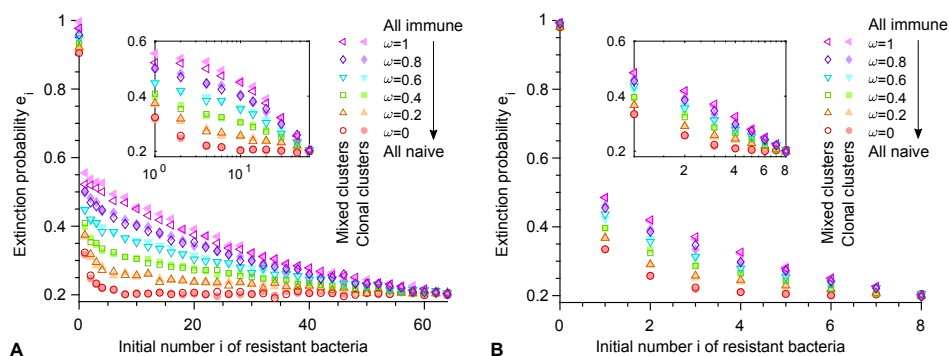 1
0.8
0.6
0.4
0.2
0
20
40
60
Extinction probability e_i
Initial number i of resistant bacteria
0.6
0.4
0.2
10^0
10^1
All immune
ω=1
ω=0.8
ω=0.6
ω=0.4
ω=0.2
ω=0
All naive
Mixed clusters
Clonal clusters
A
1
0.8
0.6
0.4
0.2
0
2
4
6
8
Extinction probability e_i
Initial number i of resistant bacteria
0.6
0.4
0.2
2
4
6
8
All immune
ω=1
ω=0.8
ω=0.6
ω=0.4
ω=0.2
ω=0
All naive
Mixed clusters
Clonal clusters
B